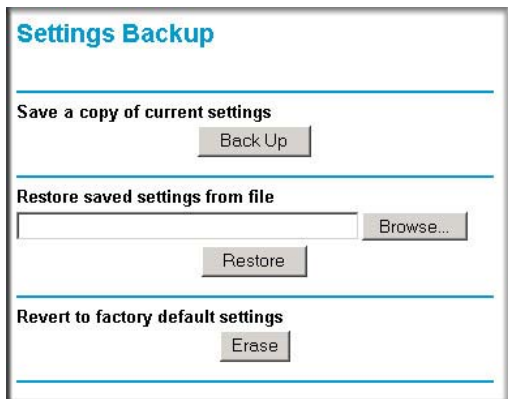 Settings Backup
Save a copy of current settings
Back Up
Restore saved settings from file
Browse...
Restore
Revert to factory default settings
Erase